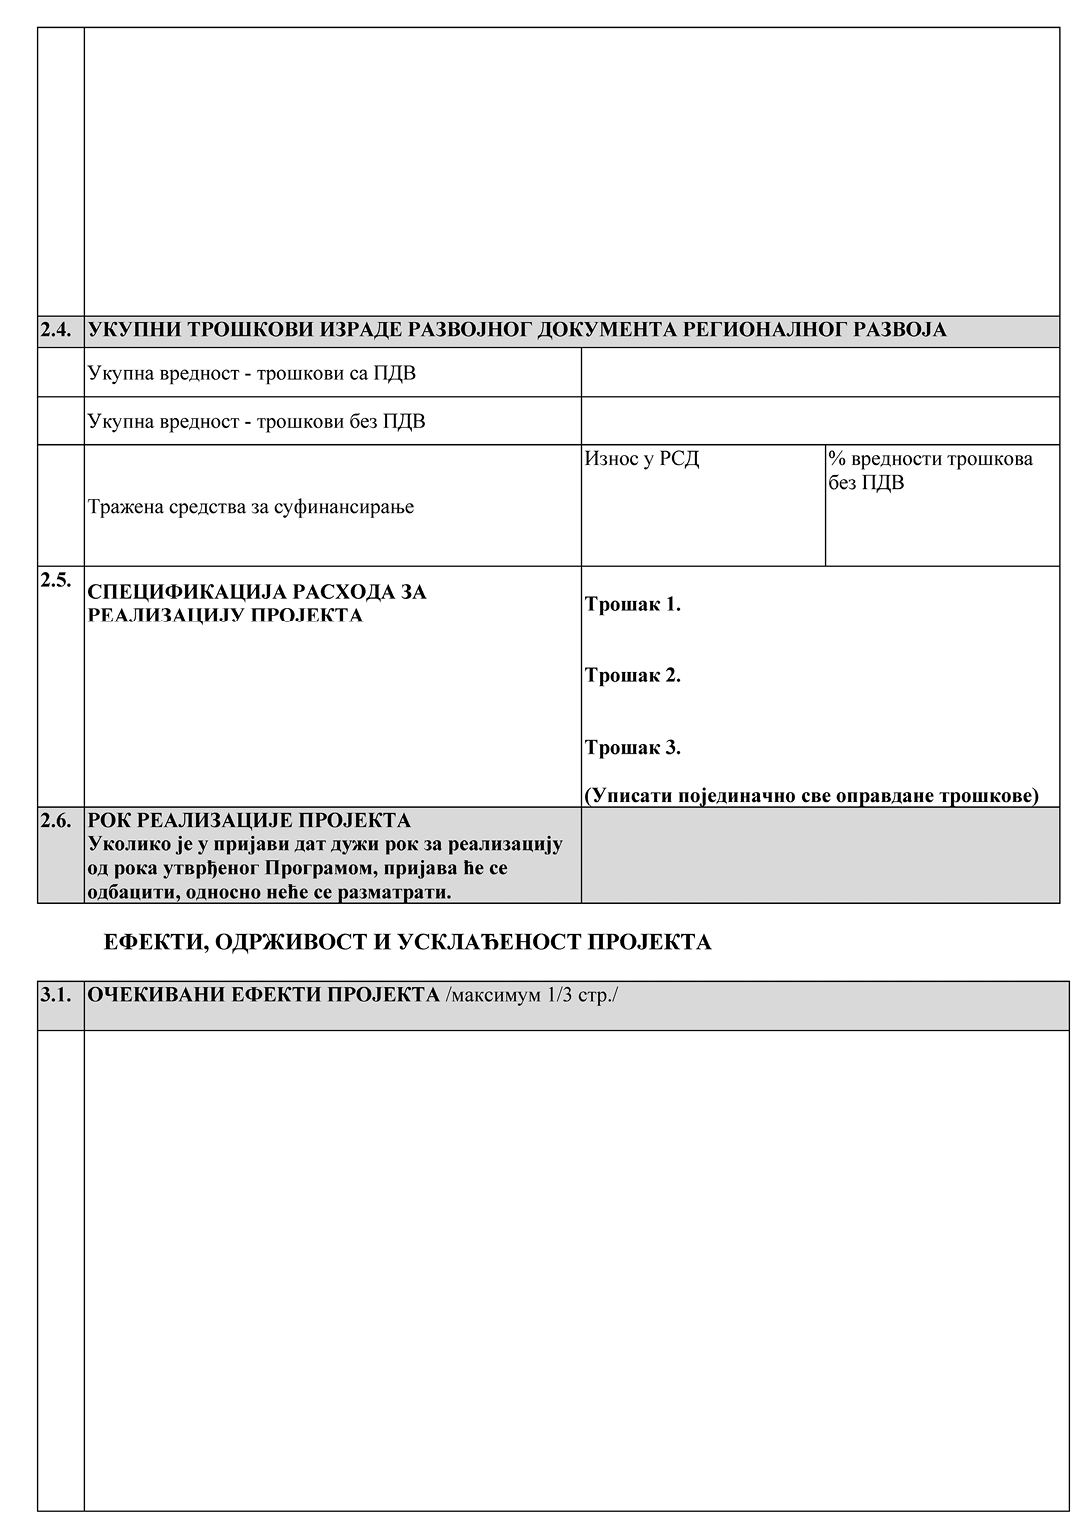 2.4. УКУПНИ ТРОШКОВИ ИЗРАДЕ РАЗВОЈНОГ ДОКУМЕНТА РЕГИОНАЛНОГ РАЗВОЈА
Укупна вредност - трошкови са ПДВ
Укупна вредност - трошкови без ПДВ
Тражена средства за суфинансирање
Износ у РСД
% вредности трошкова
без ПДВ
2.5.
СПЕЦИФИКАЦИЈА РАСХОДА ЗА
РЕАЛИЗАЦИЈУ ПРОЈЕКТА
Трошак 1.
Трошак 2.
Трошак 3.
(Уписати појединачно све оправдане трошкове)
2.6. РОК РЕАЛИЗАЦИЈЕ ПРОЈЕКТА
Уколико је у пријави дат дужи рок за реализацију
од рока утврђеног Програмом, пријава ће се
одбацити, односно неће се разматрати.
ЕФЕКТИ, ОДРЖИВОСТ И УСКЛАЂЕНОСТ ПРОЈЕКТА
3.1. ОЧЕКИВАНИ ЕФЕКТИ ПРОЈЕКТА /максимум 1/3 стр./